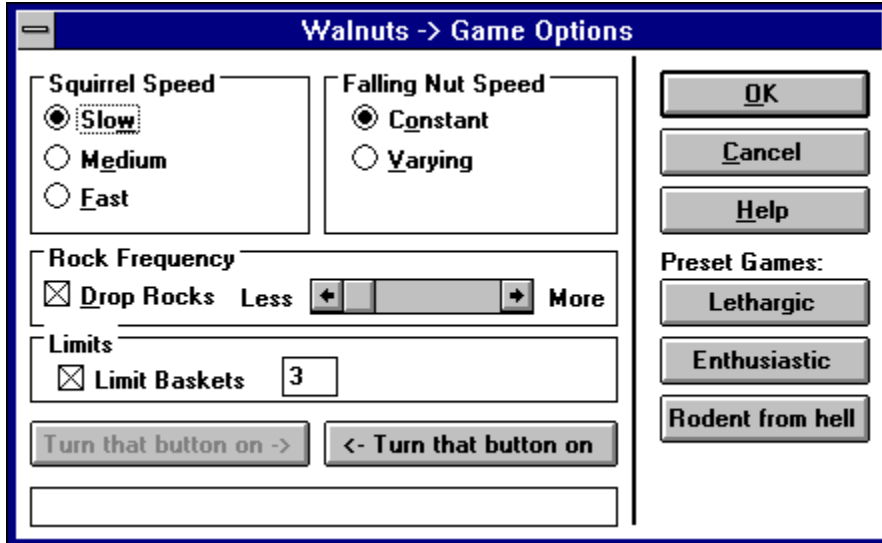 Walnuts -> Game Options
Squirrel Speed
Slow
Medium
Fast
Falling Nut Speed
Constant
Varying
Rock Frequency
Drop Rocks Less More
Limits
Limit Baskets 3
Turn that button on -> <- Turn that button on
OK
Cancel
Help
Preset Games:
Lethargic
Enthusiastic
Rodent from hell